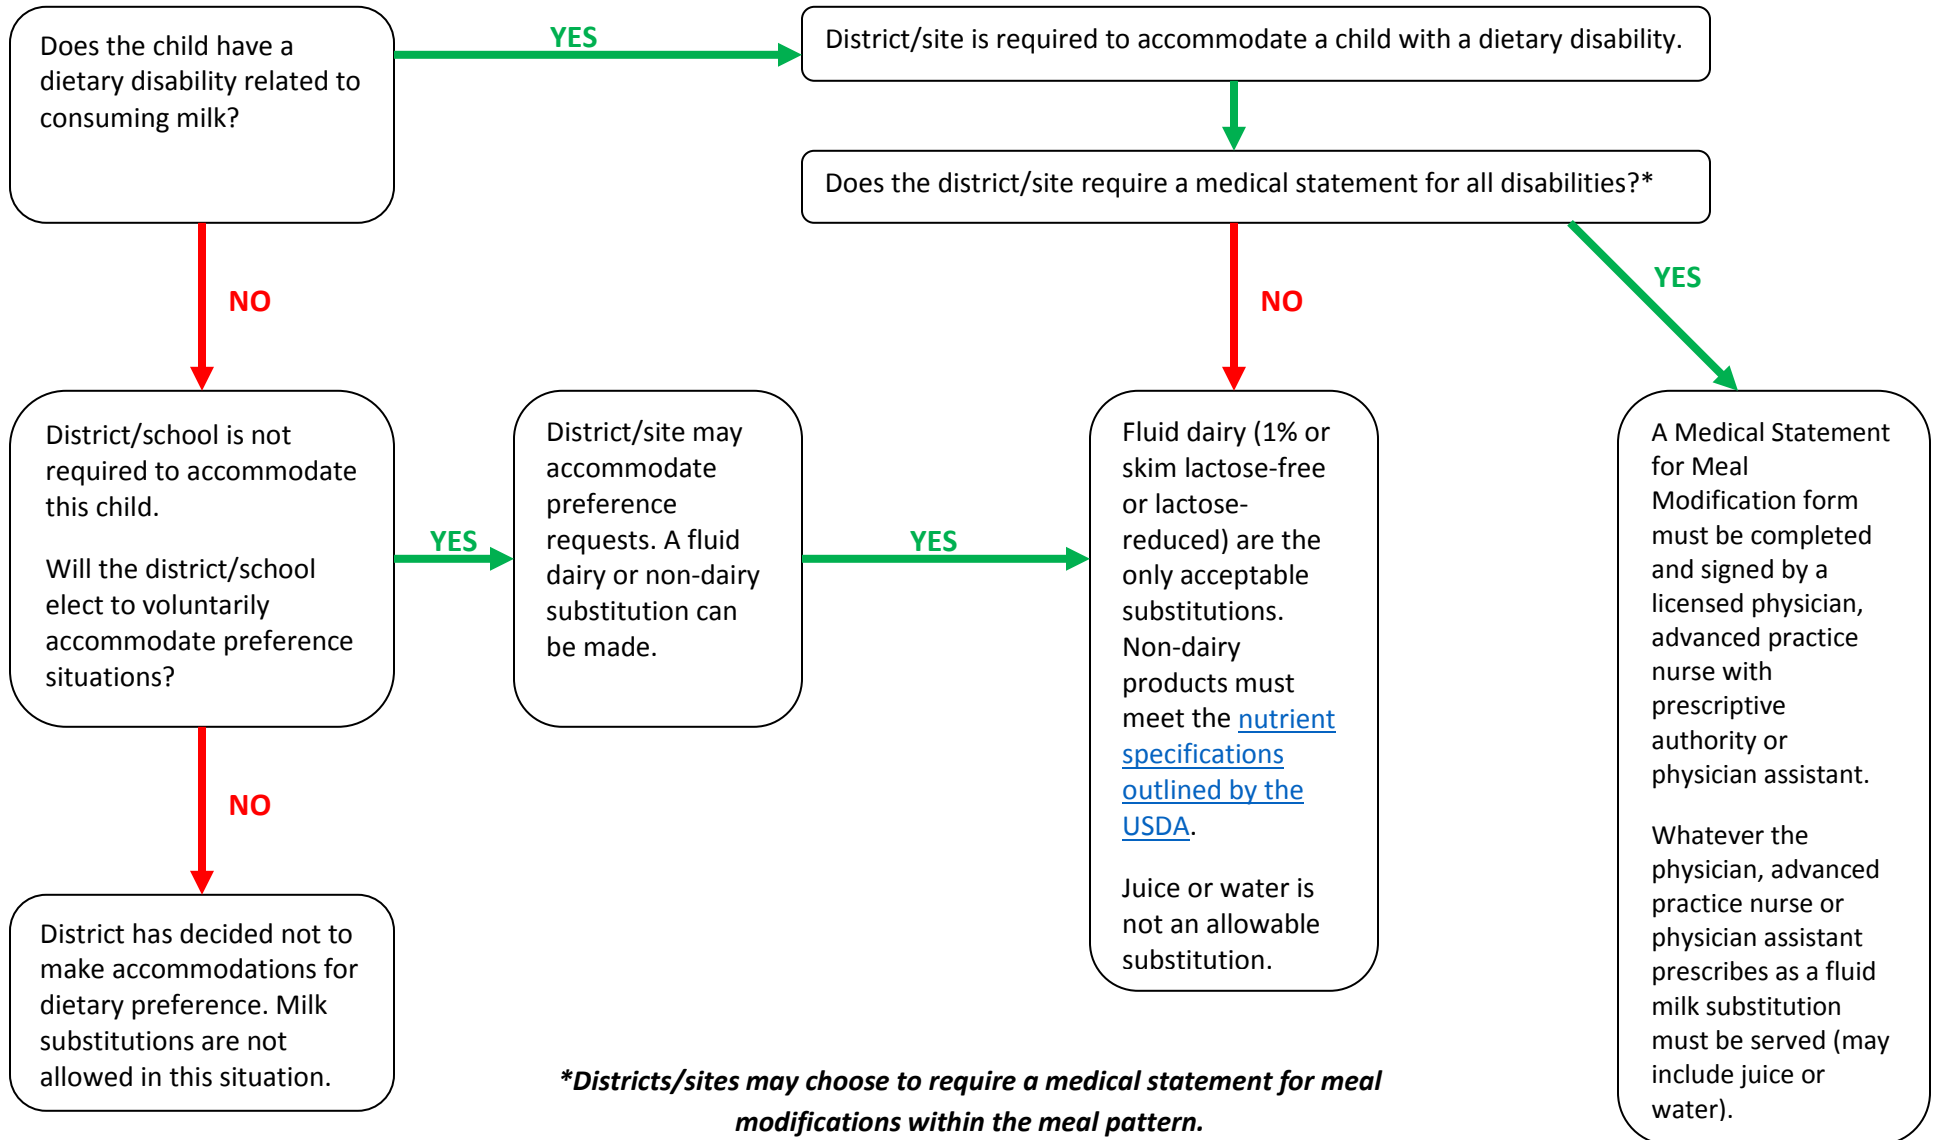 Does the child have a
dietary disability related to
consuming milk?
YES
District/site is required to accommodate a child with a dietary disability.
Does the district/site require a medical statement for all disabilities?*
NO
NO
YES
District/school is not
required to accommodate
this child.
Will the district/school
elect to voluntarily
accommodate preference
situations?
YES
District/site may
accommodate
preference
requests. A fluid
dairy or non-dairy
substitution can
be made.
YES
Fluid dairy (1% or
skim lactose-free
or lactose-
reduced) are the
only acceptable
substitutions.
Non-dairy
products must
meet the nutrient
specifications
outlined by the
USDA.
Juice or water is
not an allowable
substitution.
A Medical Statement
for Meal
Modification form
must be completed
and signed by a
licensed physician,
advanced practice
nurse with
prescriptive
authority or
physician assistant.
Whatever the
physician, advanced
practice nurse or
physician assistant
prescribes as a fluid
milk substitution
must be served (may
include juice or
water).
NO
District has decided not to
make accommodations for
dietary preference. Milk
substitutions are not
allowed in this situation.
*Districts/sites may choose to require a medical statement for meal
modifications within the meal pattern.